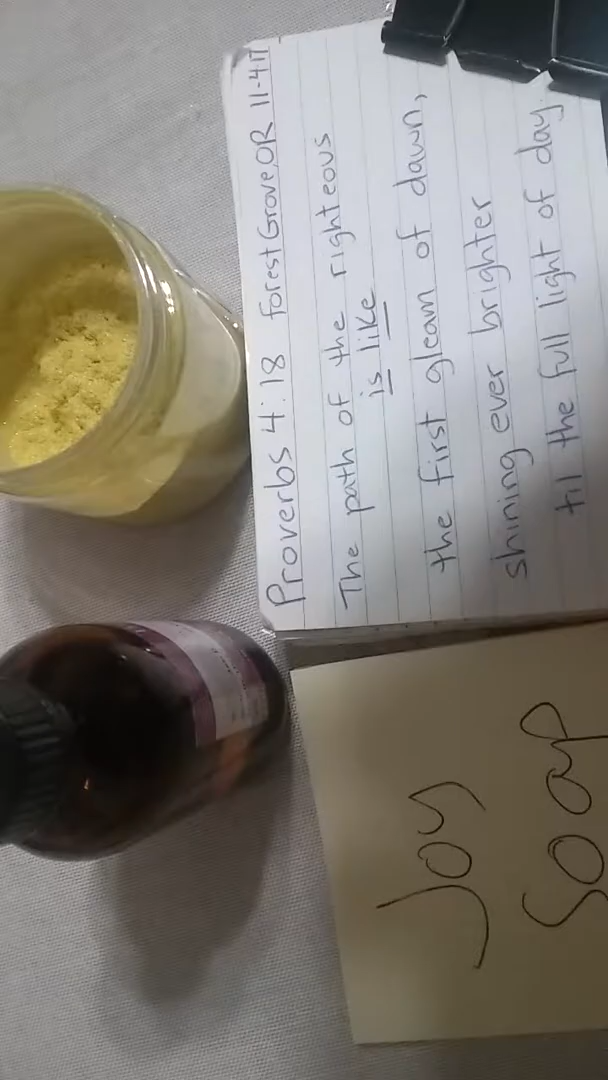 Proverbs 4:18 Forest Grove, OR 11-4-17
The path of the righteous
is like
the first gleam of dawn,
shining ever brighter
til the full light of day.
Joy
Soap